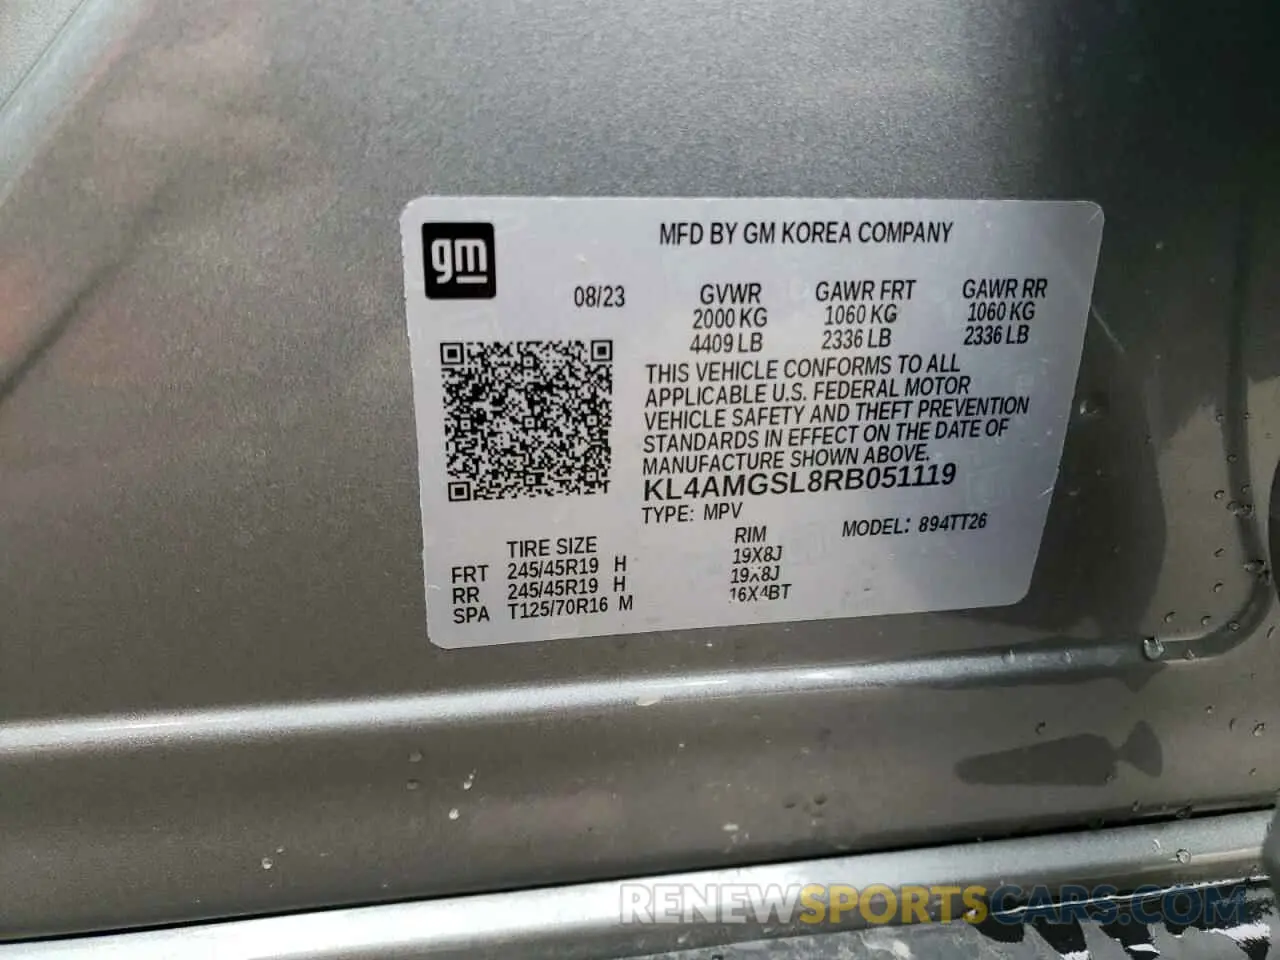 gm
MFD BY GM KOREA COMPANY
08/23 GVWR GAWR FRT GAWR RR
2000 KG 1060 KG 1060 KG
4409 LB 2336 LB 2336 LB
THIS VEHICLE CONFORMS TO ALL
APPLICABLE U.S. FEDERAL MOTOR
VEHICLE SAFETY AND THEFT PREVENTION
STANDARDS IN EFFECT ON THE DATE OF
MANUFACTURE SHOWN ABOVE.
KL4AMGSL8RB051119
TYPE: MPV MODEL: 894TT26
TIRE SIZE RIM
FRT 245/45R19 H 19X8J
RR 245/45R19 H 19X8J
SPA T125/70R16 M 16X4BT
RENEWSPORTSCARS.COM